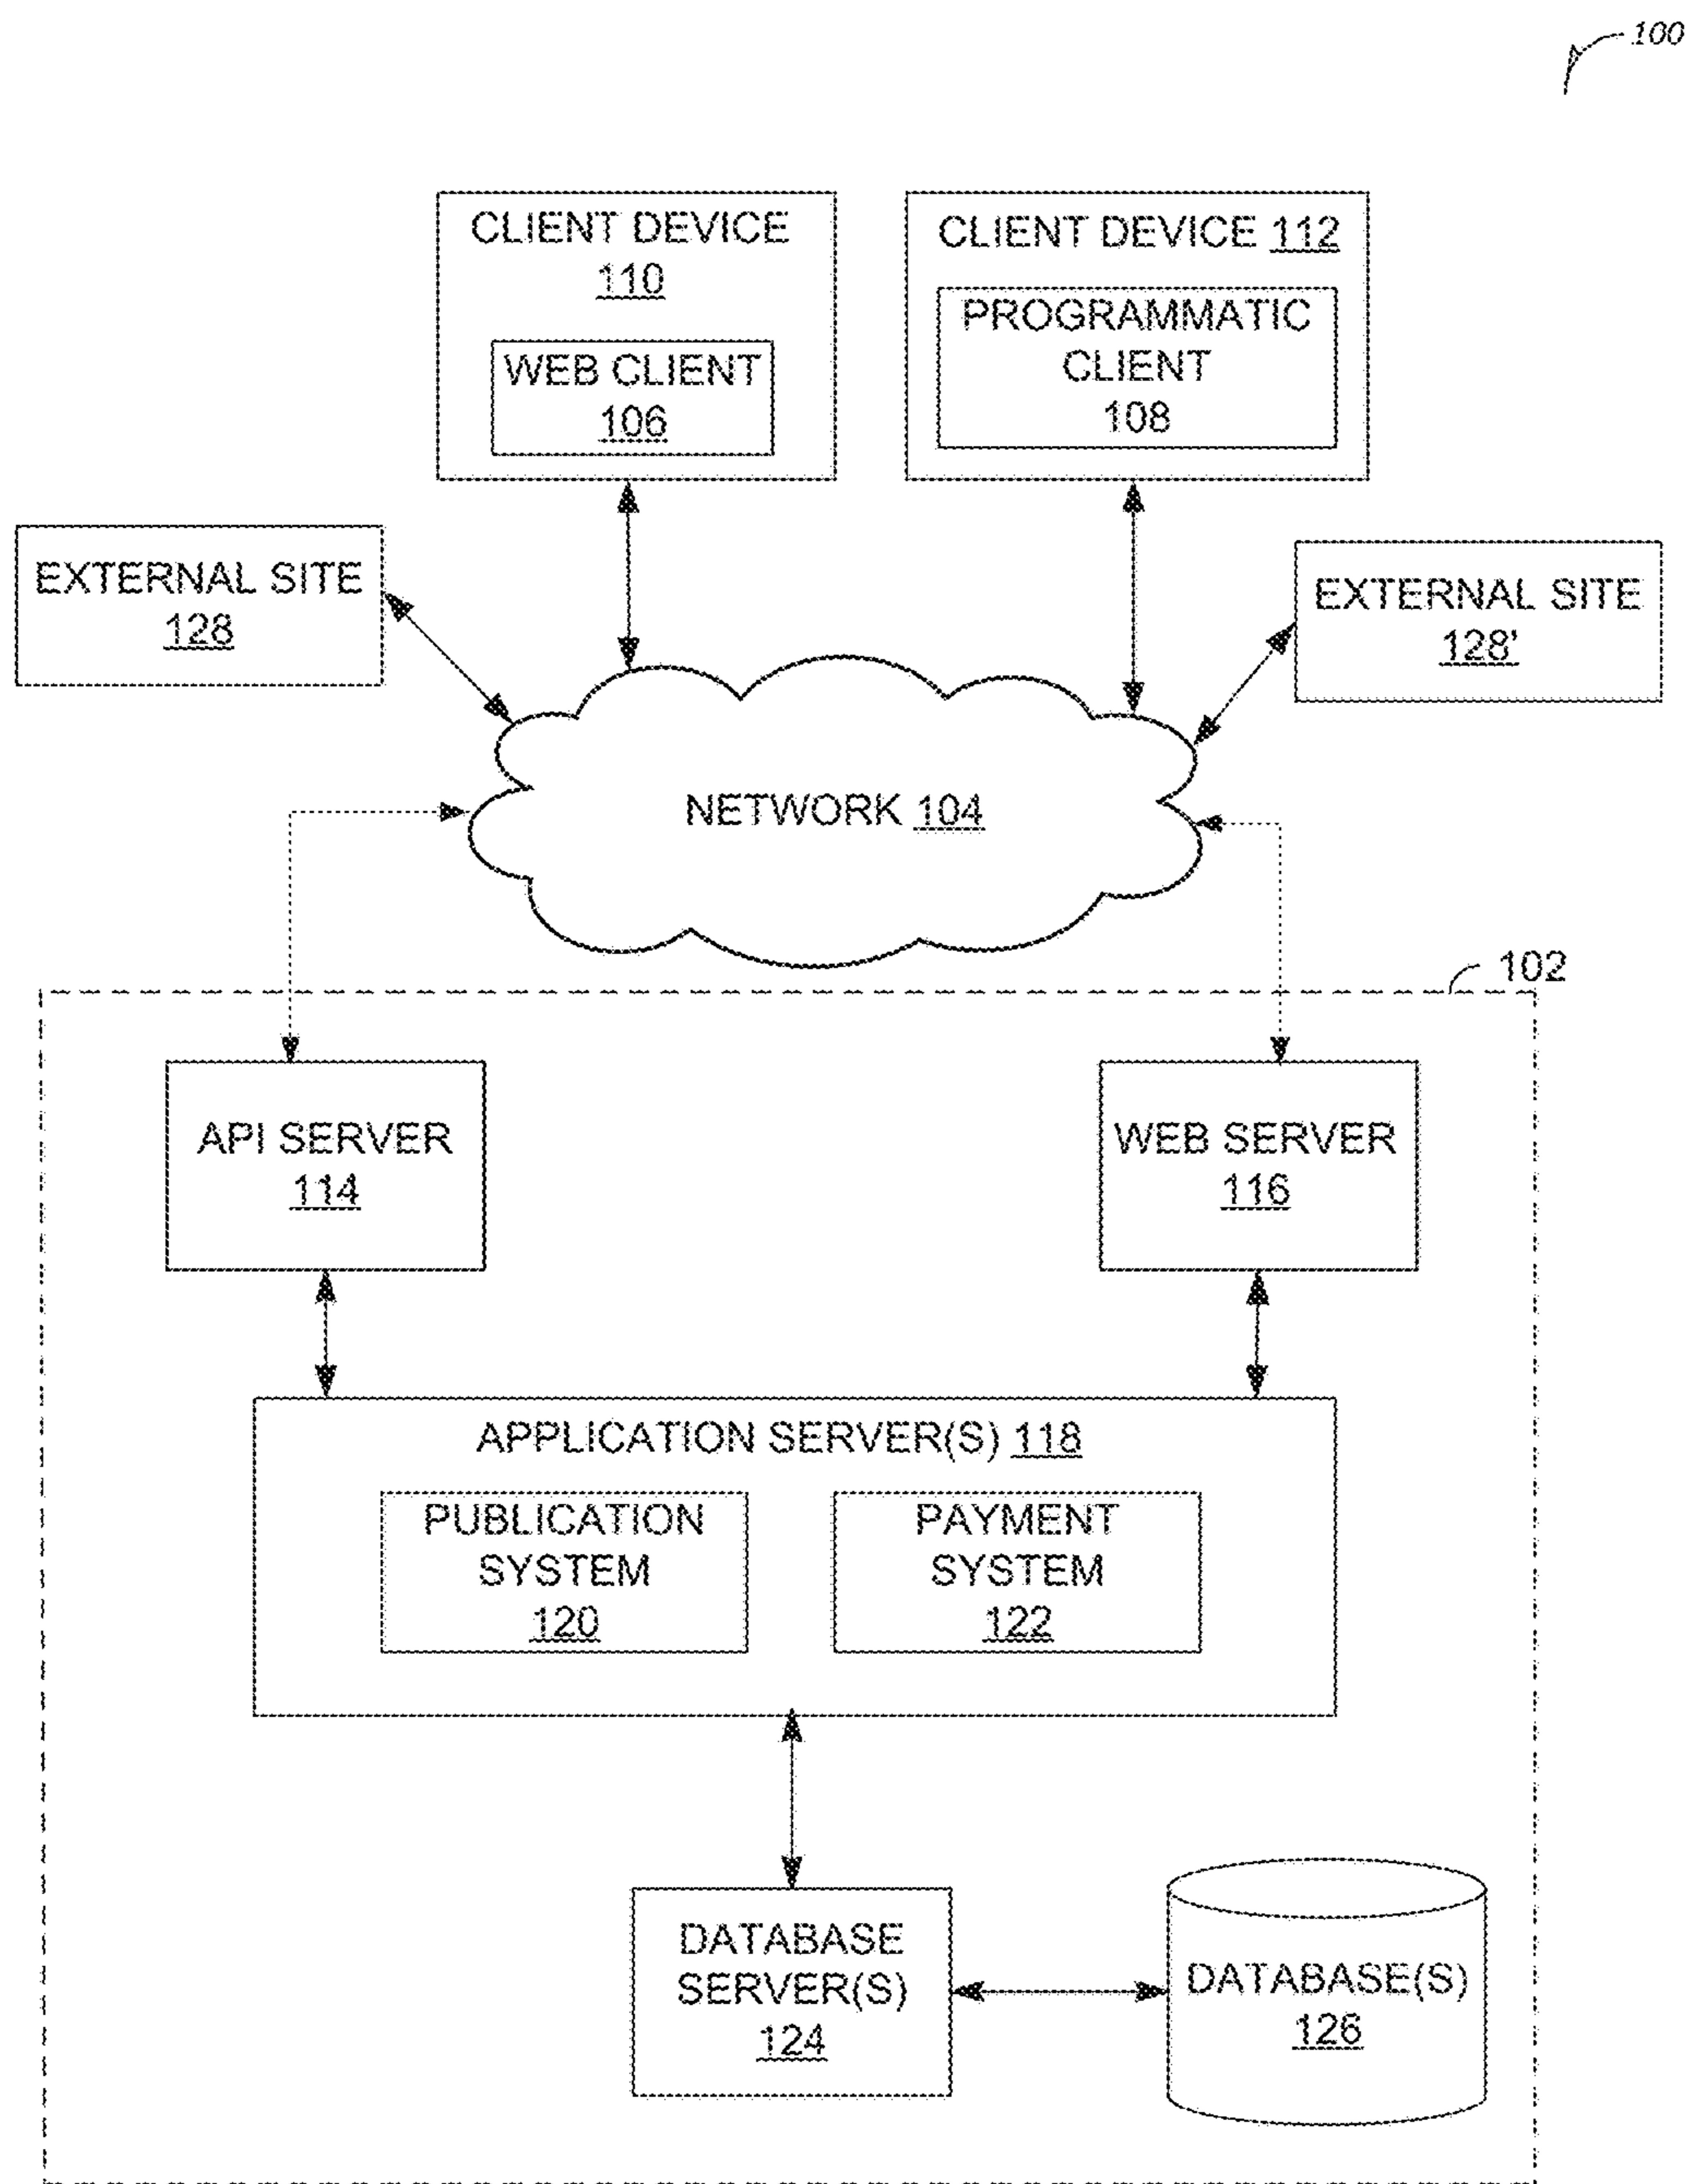 100
CLIENT DEVICE
110
WEB CLIENT
106
CLIENT DEVICE 112
PROGRAMMATIC
CLIENT
108
EXTERNAL SITE
128
EXTERNAL SITE
128'
NETWORK 104
102
API SERVER
114
WEB SERVER
116
APPLICATION SERVER(S) 118
PUBLICATION
SYSTEM
120
PAYMENT
SYSTEM
122
DATABASE
SERVER(S)
124
DATABASE(S)
126